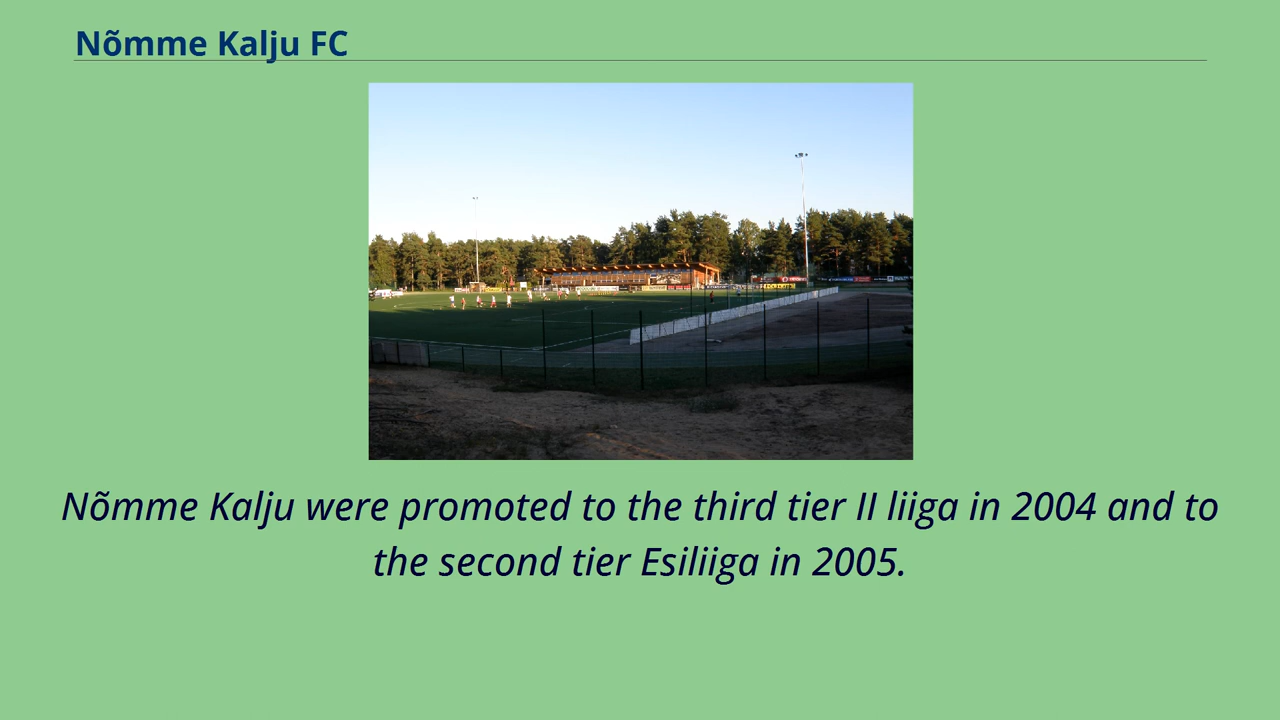 Nõmme Kalju FC
Nõmme Kalju were promoted to the third tier II liiga in 2004 and to
the second tier Esiliiga in 2005.